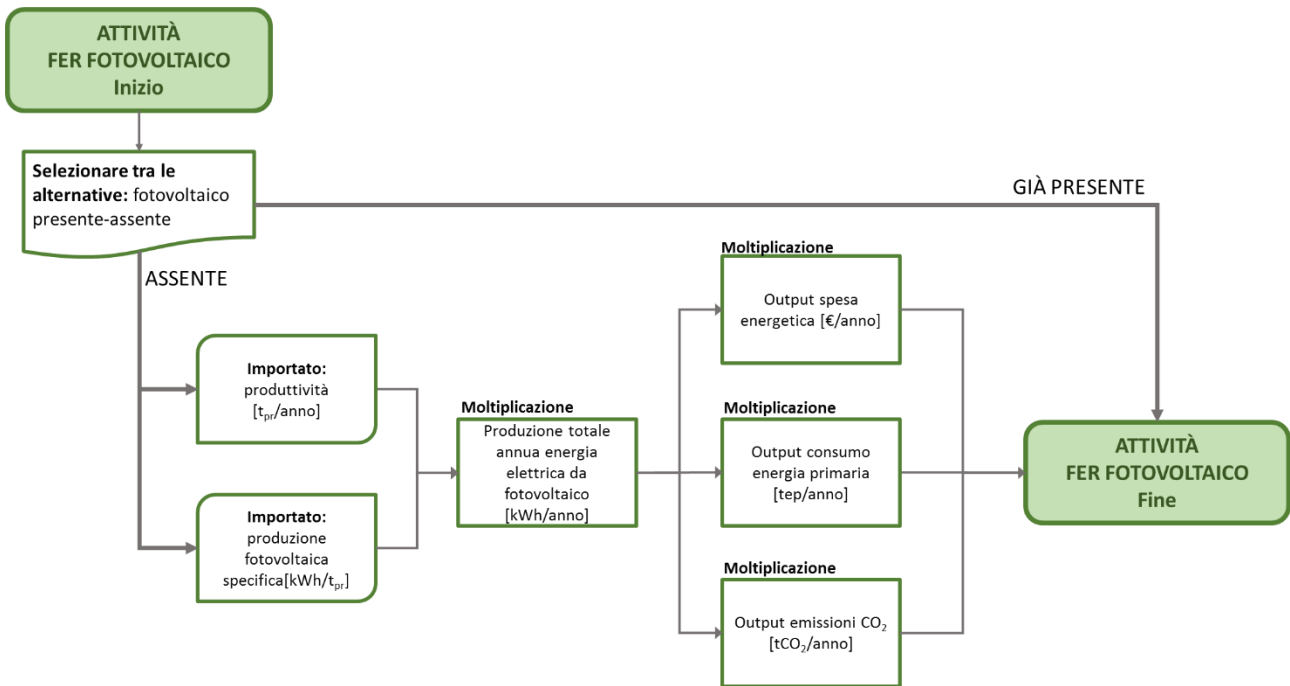 ATTIVITÀ
FER FOTOVOLTAICO
Inizio
Selezionare tra le
alternative: fotovoltaico
presente-assente
GIÀ PRESENTE
ASSENTE
Importato:
produttività
[tpr/anno]
Importato:
produzione
fotovoltaica
specifica[kWh/tpr]
Moltiplicazione
Produzione totale
annua energia
elettrica da
fotovoltaico
[kWh/anno]
Moltiplicazione
Output spesa
energetica [€/anno]
Moltiplicazione
Output consumo
energia primaria
[tep/anno]
Moltiplicazione
Output emissioni CO2
[tCO2/anno]
ATTIVITÀ
FER FOTOVOLTAICO
Fine